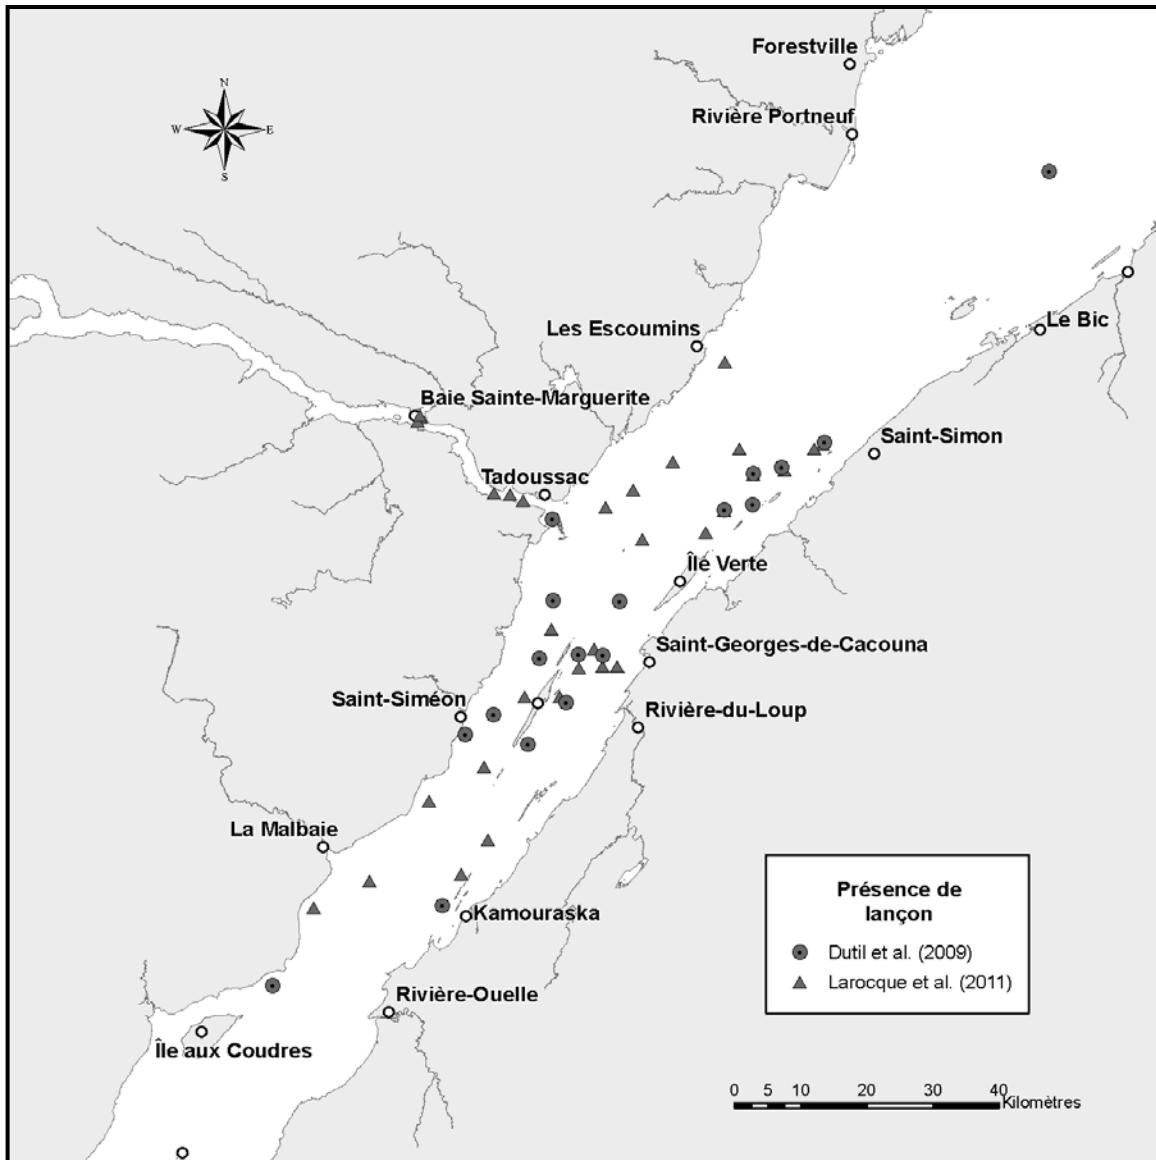 Forestville
N
Rivière Portneuf
W
E
S
Le Bic
Les Escoumins
Baie Sainte-Marguerite
Saint-Simon
Tadoussac
Île Verte
Saint-Georges-de-Cacouna
Saint-Siméon
Rivière-du-Loup
La Malbaie
Kamouraska
Présence de
lançon
Dutil et al. (2009)
Larocque et al. (2011)
Rivière-Ouelle
Île aux Coudres
0 5 10 20 30 40
Kilomètres